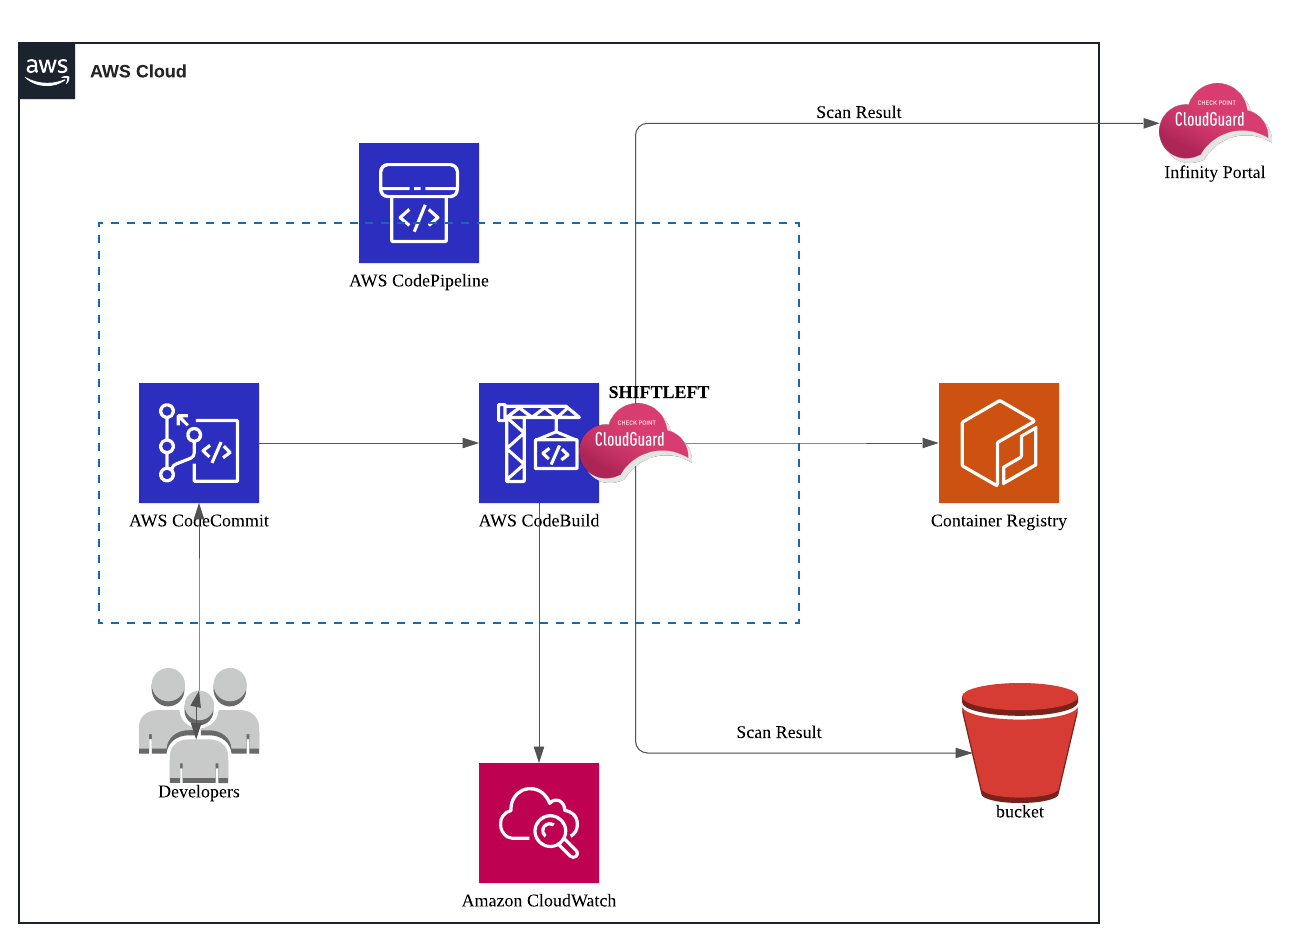 aws
AWS Cloud
Scan Result
CHECK POINT
CloudGuard
Infinity Portal
</>
AWS CodePipeline
SHIFTLEFT
CHECK POINT
CloudGuard
</>
</>
AWS CodeCommit
AWS CodeBuild
Container Registry
Scan Result
Developers
bucket
Amazon CloudWatch